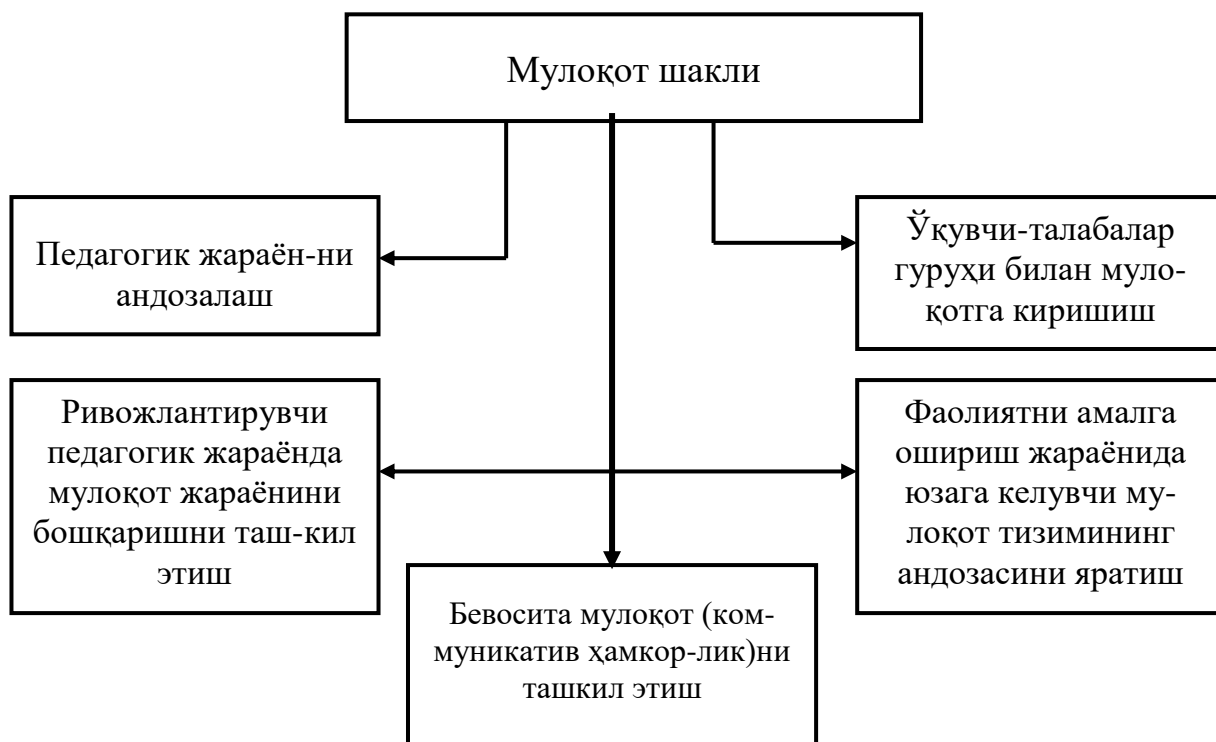 Мулоқот шакли
Педагогик жараён-ни
андозалаш
Ўқувчи-талабалар
гуруҳи билан муло-
қотга киришиш
Ривожлантирувчи
педагогик жараёнда
мулоқот жараёнини
бошқаришни таш-кил
этиш
Фаолиятни амалга
ошириш жараёнида
юзага келувчи му-
лоқот тизимининг
андозасини яратиш
Бевосита мулоқот (ком-
муникатив ҳамкор-лик)ни
ташкил этиш